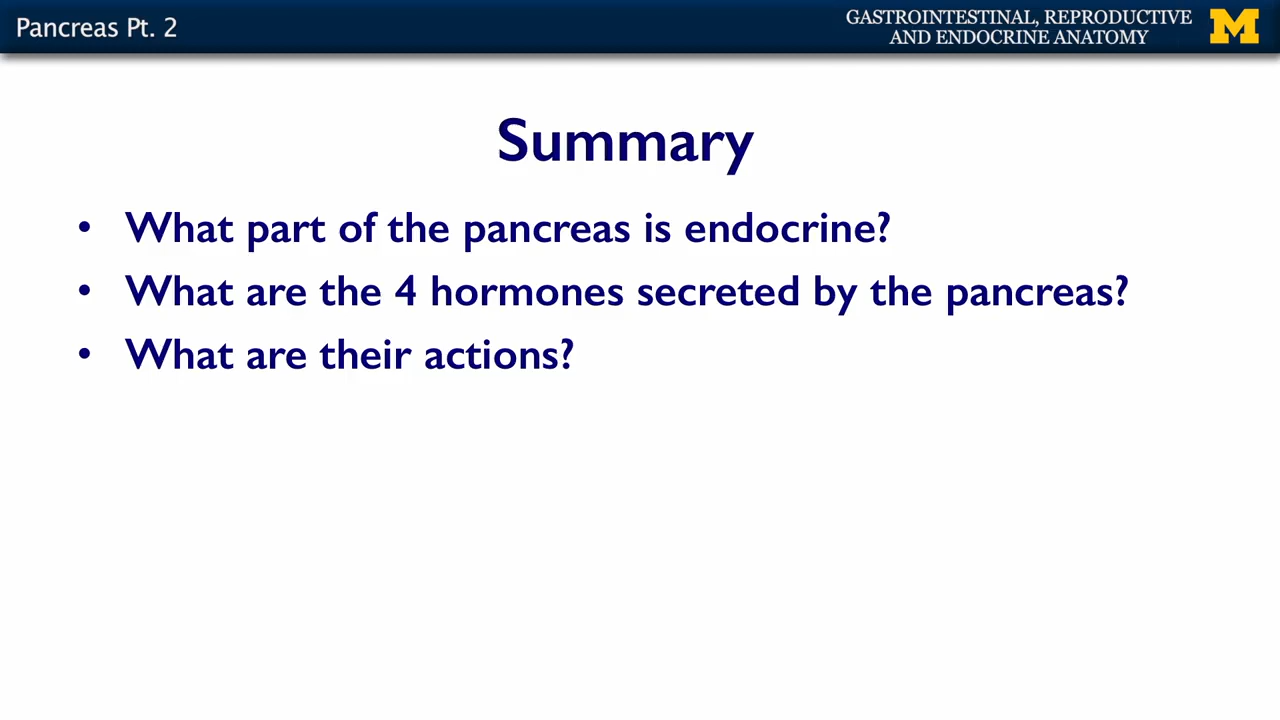 Pancreas Pt. 2
GASTROINTESTINAL, REPRODUCTIVE
AND ENDOCRINE ANATOMY
M
Summary
• What part of the pancreas is endocrine?
• What are the 4 hormones secreted by the pancreas?
• What are their actions?